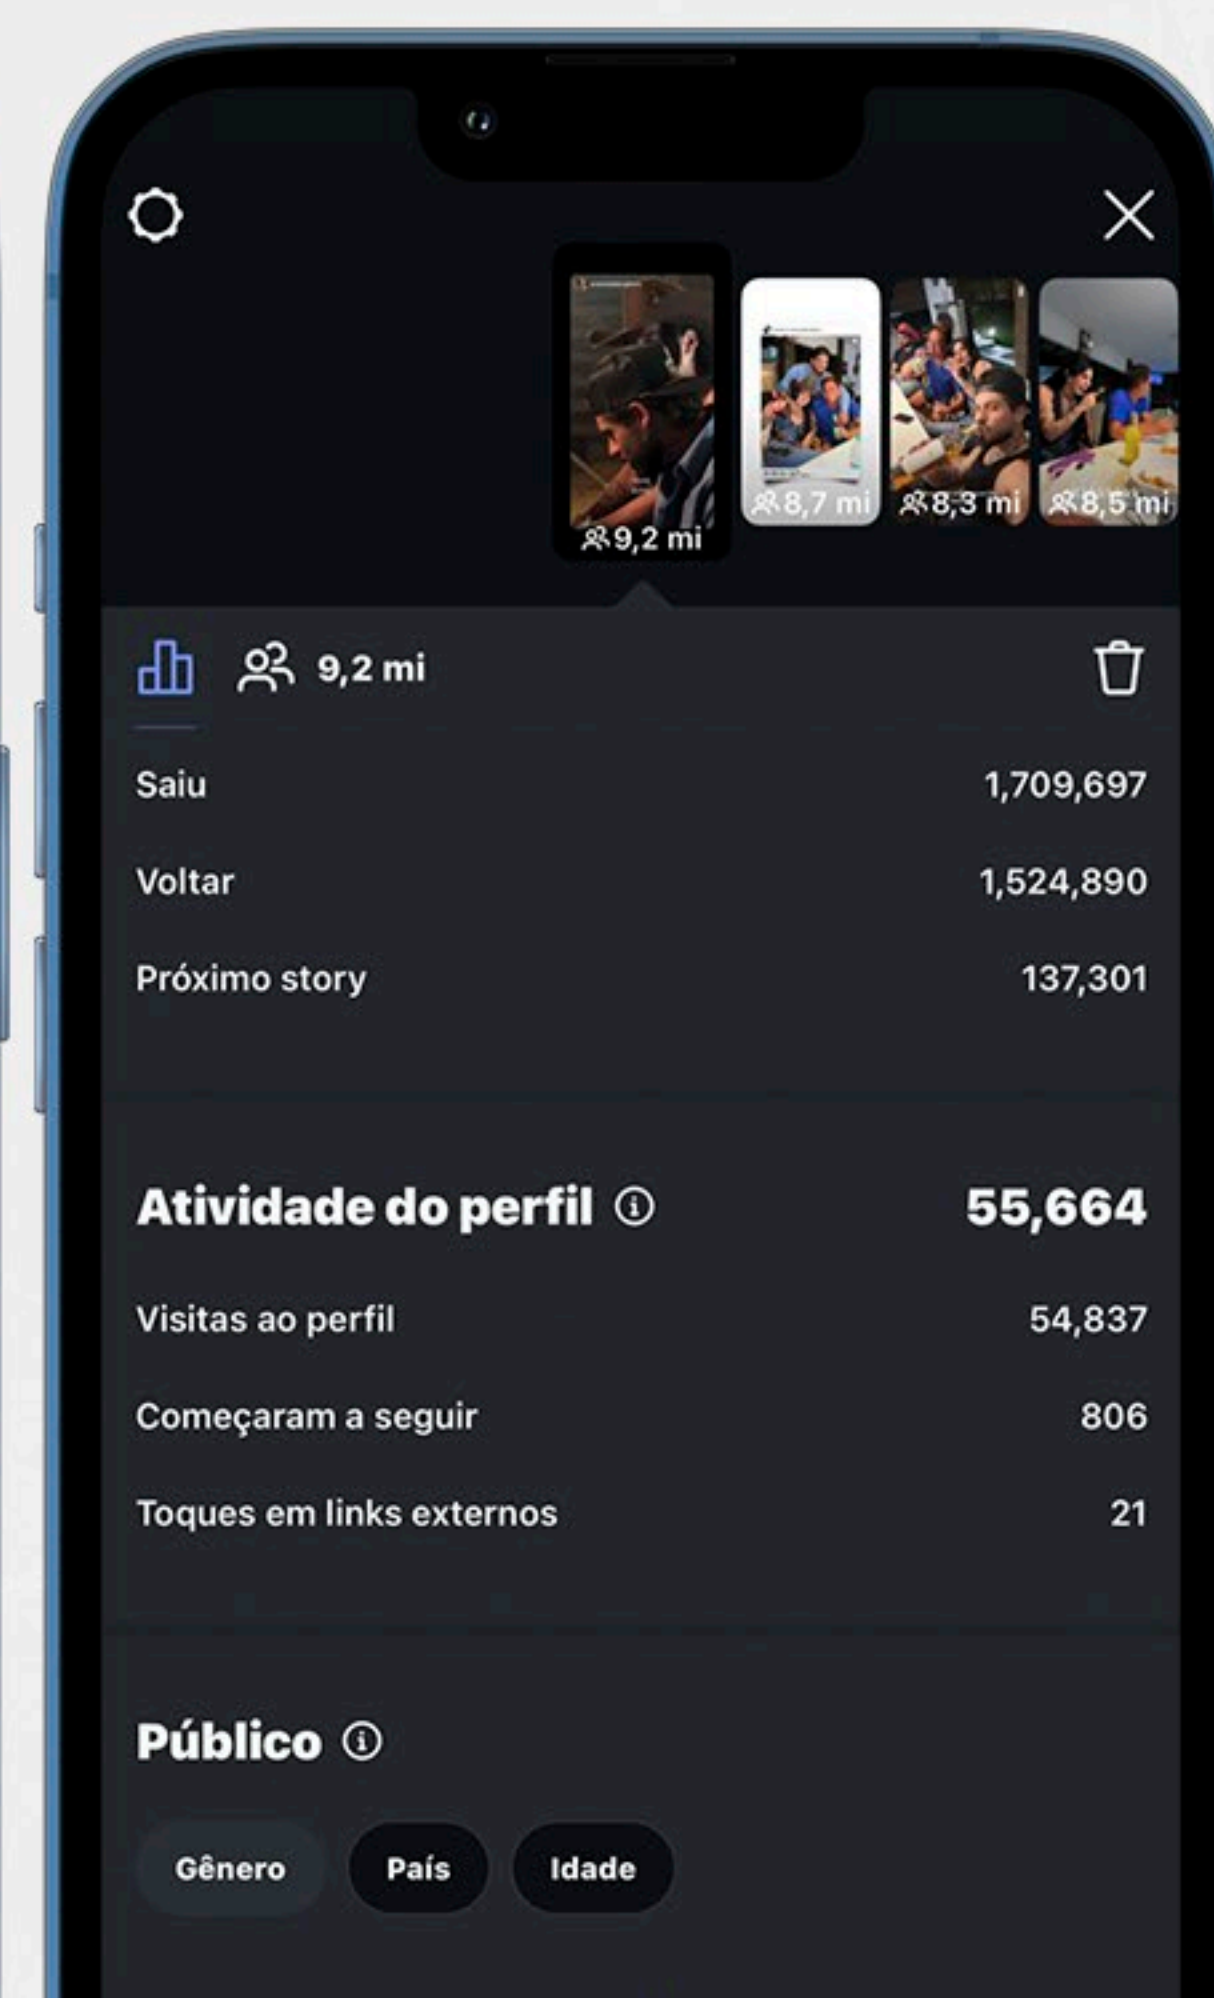 9,2 mi
8,7 mi
8,3 mi
8,5 mi
9,2 mi
Saiu 1,709,697
Voltar 1,524,890
Próximo story 137,301
Atividade do perfil 55,664
Visitas ao perfil 54,837
Começaram a seguir 806
Toques em links externos 21
Público
Gênero País Idade